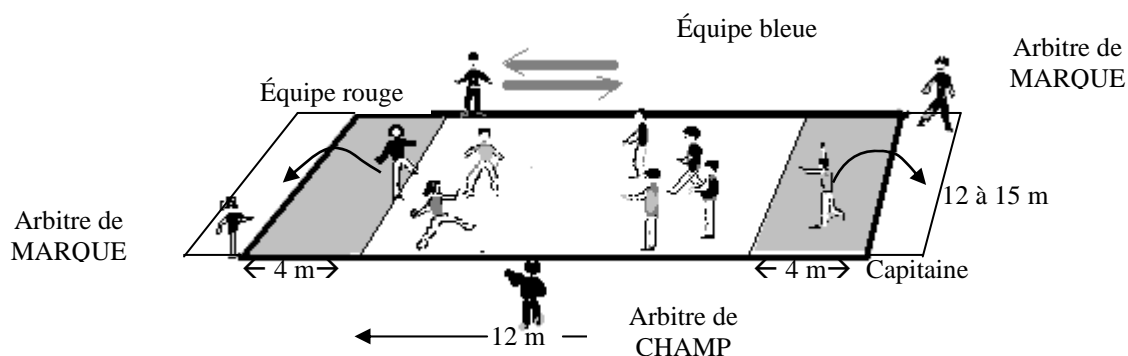 Équipe bleue
Arbitre de
MARQUE
Équipe rouge
12 à 15 m
Arbitre de
MARQUE
← 4 m →
← 4 m →
Capitaine
12 m
Arbitre de
CHAMP